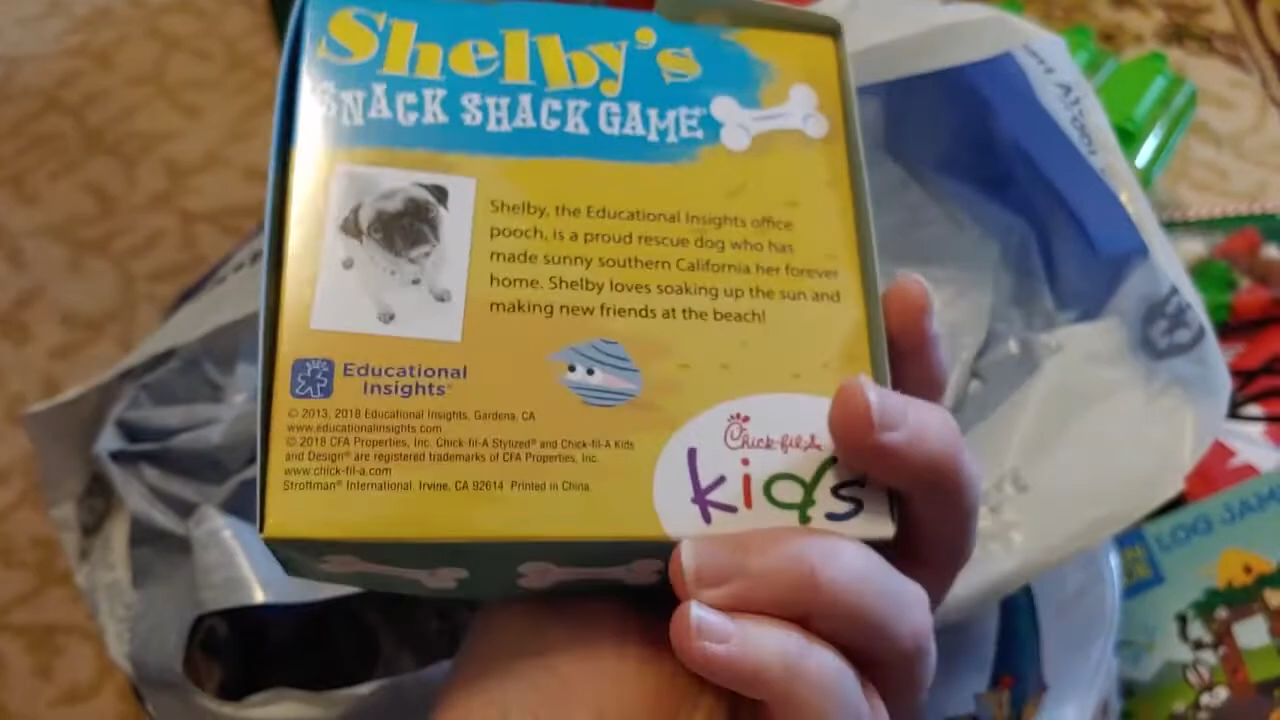 Shelby's
SNACK SHACK GAME
Shelby, the Educational Insights office
pooch, is a proud rescue dog who has
made sunny southern California her forever
home. Shelby loves soaking up the sun and
making new friends at the beach!
Educational
Insights®
© 2013, 2018 Educational Insights, Gardena, CA
www.educationalinsights.com
© 2018 CFA Properties, Inc. Chick-fil-A Stylized® and Chick-fil-A Kids
and Design® are registered trademarks of CFA Properties, Inc.
www.chick-fil-a.com
Strottman® International, Irvine, CA 92614 Printed in China.
Chick-fil-A
kids
LOG JAM